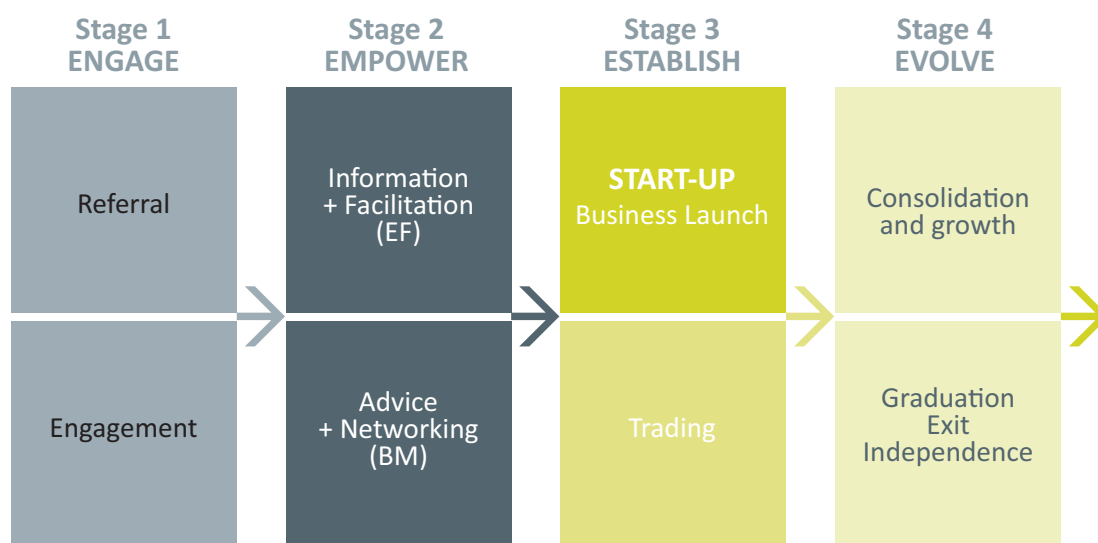 Stage 1
ENGAGE
Stage 2
EMPOWER
Stage 3
ESTABLISH
Stage 4
EVOLVE
Referral
Information
+ Facilitation
(EF)
START-UP
Business Launch
Consolidation
and growth
Engagement
Advice
+ Networking
(BM)
Trading
Graduation
Exit
Independence